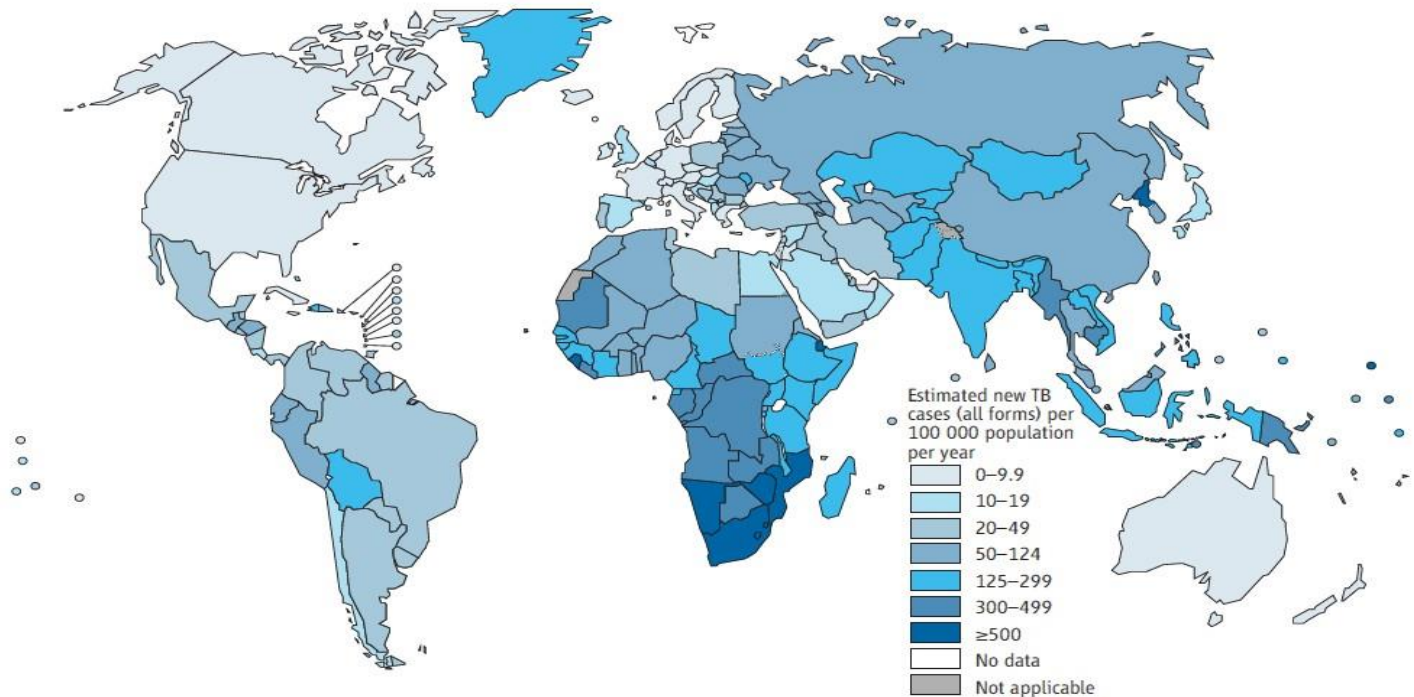 Estimated new TB
cases (all forms) per
100 000 population
per year
0–9.9
10–19
20–49
50–124
125–299
300–499
≥500
No data
Not applicable